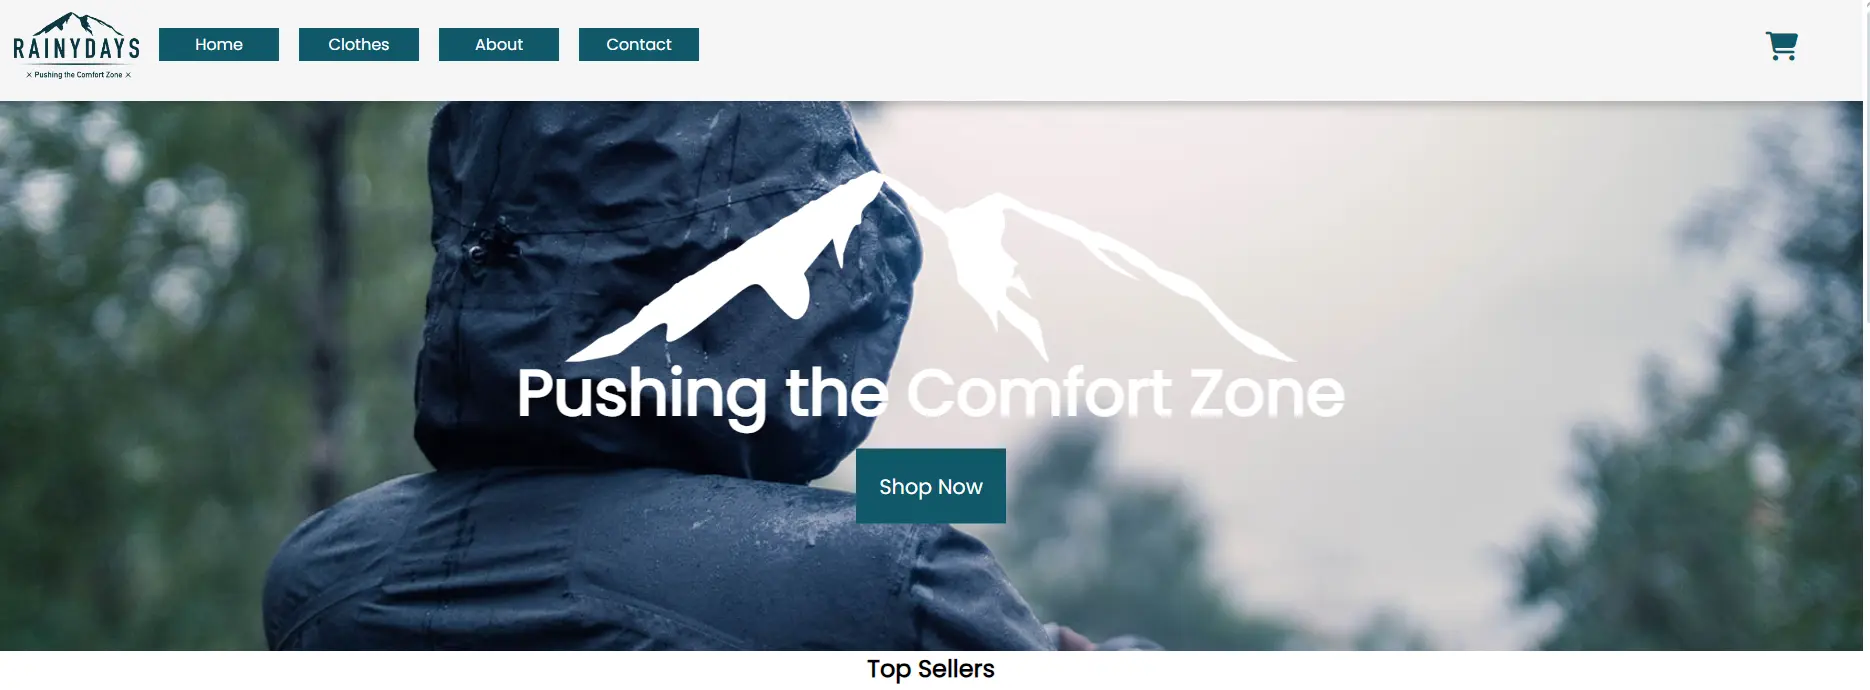 RAINYDAYS
× Pushing the Comfort Zone ×
Home
Clothes
About
Contact
Pushing the Comfort Zone
Shop Now
Top Sellers